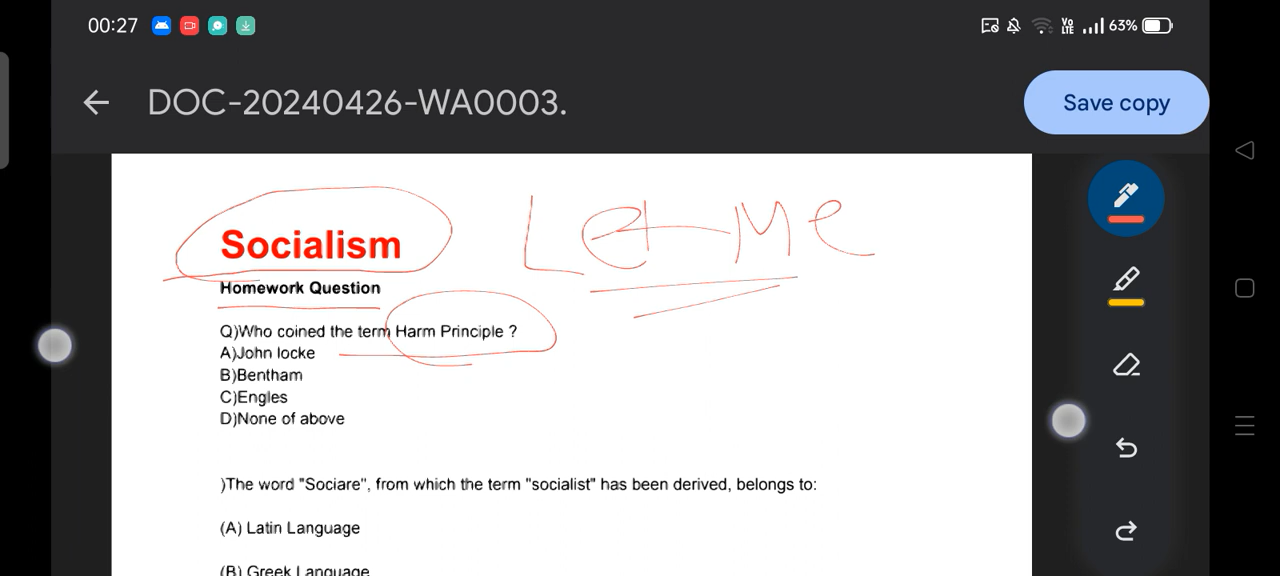 00:27 Vo LTE 63%
DOC-20240426-WA0003.
Save copy
Socialism
Let Me
Homework Question
Q)Who coined the term Harm Principle ?
A)John locke
B)Bentham
C)Engles
D)None of above
)The word "Sociare", from which the term "socialist" has been derived, belongs to:
(A) Latin Language
(B) Greek Language